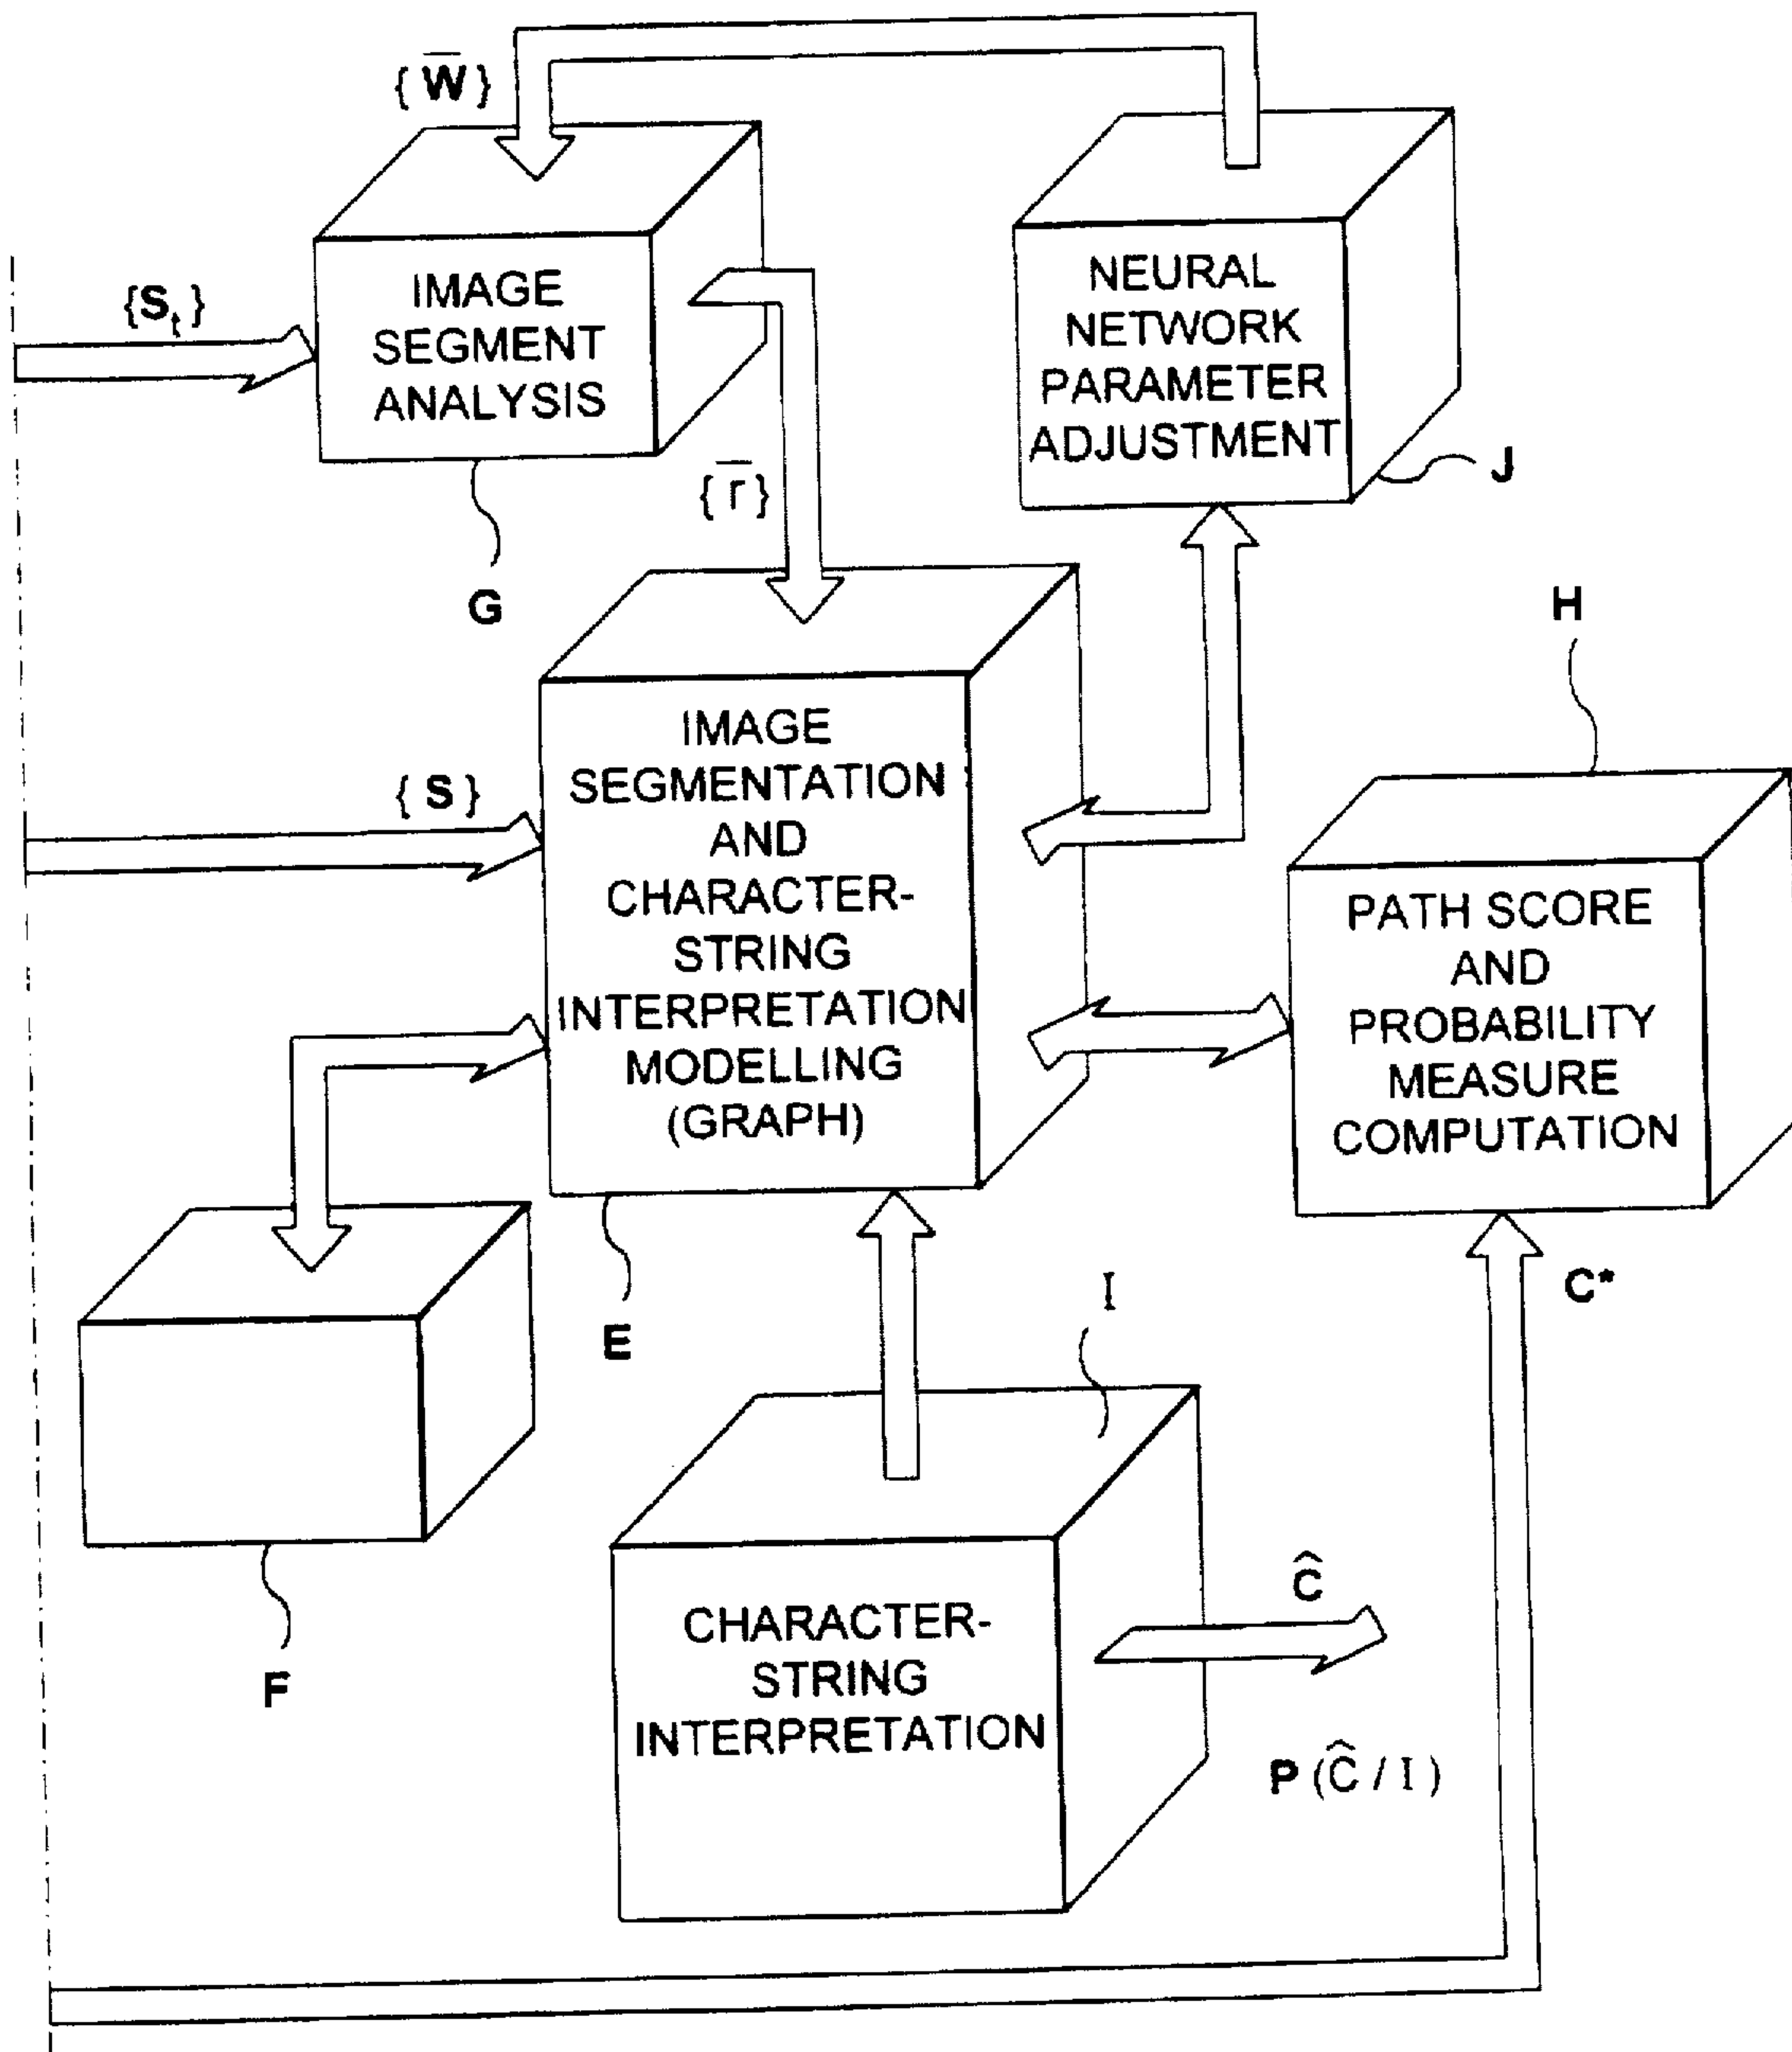 { W̅ }
{Sₜ}
IMAGE
SEGMENT
ANALYSIS
G
NEURAL
NETWORK
PARAMETER
ADJUSTMENT
J
{ r̅ }
H
{ S }
IMAGE
SEGMENTATION
AND
CHARACTER-
STRING
INTERPRETATION
MODELLING
(GRAPH)
E
PATH SCORE
AND
PROBABILITY
MEASURE
COMPUTATION
C*
F
I
CHARACTER-
STRING
INTERPRETATION
Ĉ
P (Ĉ / I )